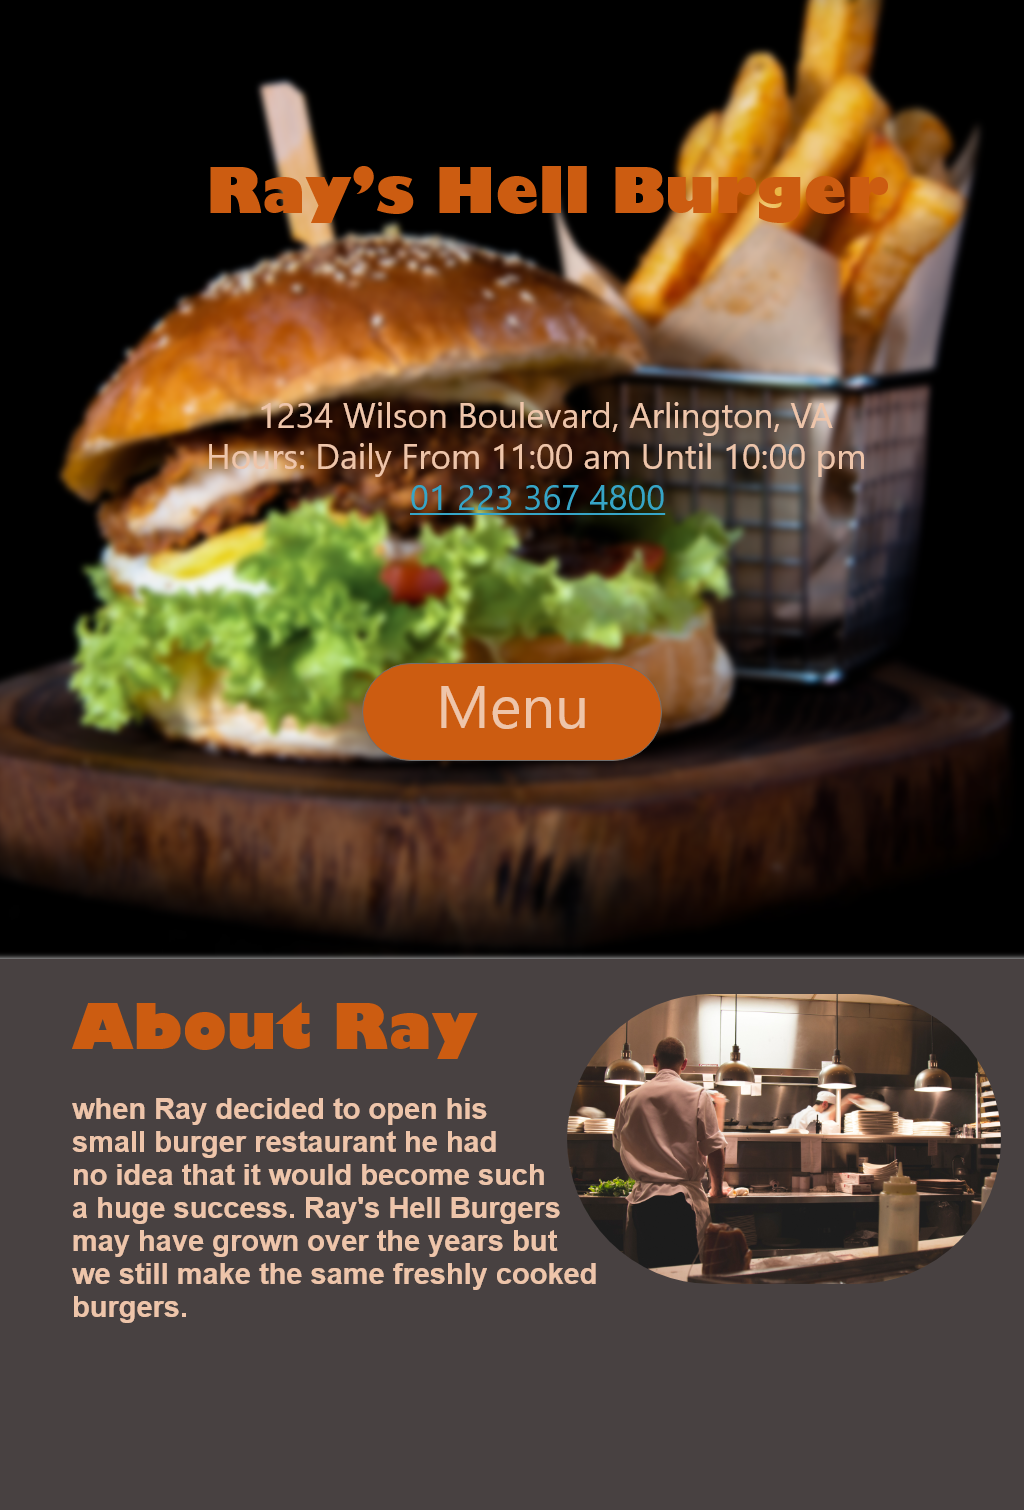 Ray’s Hell Burger
1234 Wilson Boulevard, Arlington, VA
Hours: Daily From 11:00 am Until 10:00 pm
01 223 367 4800
Menu
About Ray
when Ray decided to open his
small burger restaurant he had
no idea that it would become such
a huge success. Ray's Hell Burgers
may have grown over the years but
we still make the same freshly cooked
burgers.